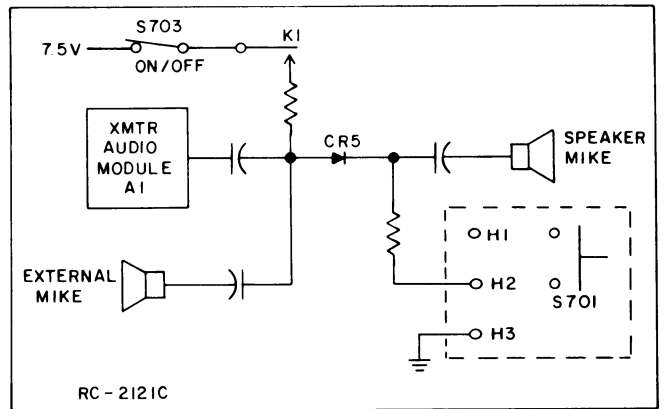 S703
K1
7.5V
ON/OFF
XMTR
AUDIO
MODULE
A1
CR5
SPEAKER
MIKE
H1
EXTERNAL
MIKE
H2
S701
H3
RC-2121C